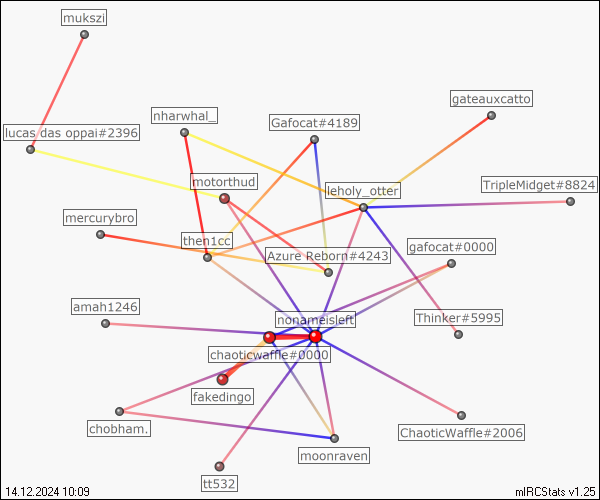 mukszi
gateauxcatto
nharwhal_
Gafocat#4189
lucas das oppai#2396
motorthud
leholy_otter
TripleMidget#8824
mercurybro
then1cc
Azure Reborn#4243
gafocat#0000
amah1246
nonameisleft
Thinker#5995
chaoticwaffle#0000
fakedingo
chobham.
ChaoticWaffle#2006
moonraven
tt532
14.12.2024 10:09
mIRCStats v1.25